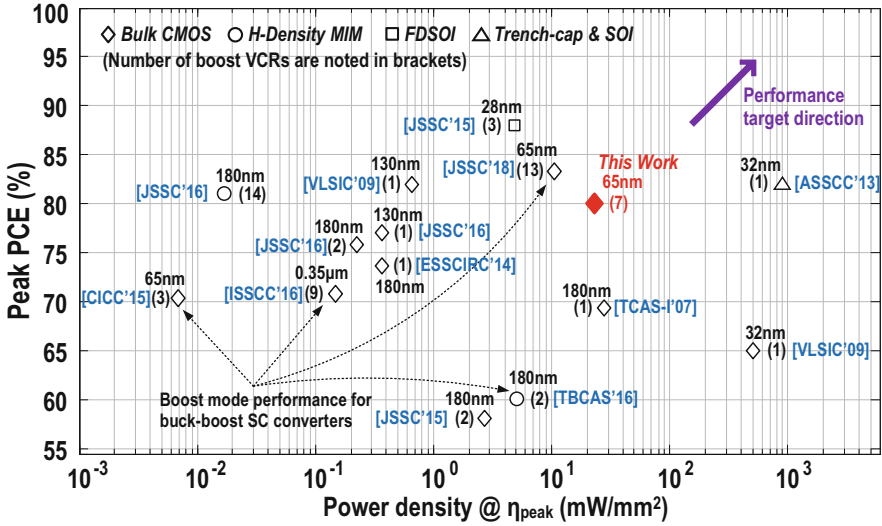 Bulk CMOS H-Density MIM FDSOI Trench-cap & SOI
(Number of boost VCRs are noted in brackets)
Performance
target direction
28nm
[JSSC'15] (3)
65nm
[JSSC'18] (13)
This Work
65nm
(7)
32nm
(1) [ASSCC'13]
180nm
[JSSC'16] (14)
130nm
[VLSIC'09] (1)
130nm
(1) [JSSC'16]
180nm
[JSSC'16] (2)
(1) [ESSCIRC'14]
180nm
65nm
[CICC'15] (3)
0.35µm
[ISSCC'16] (9)
180nm
(1) [TCAS-I'07]
32nm
(1) [VLSIC'09]
180nm
(2) [TBCAS'16]
180nm
[JSSC'15] (2)
Boost mode performance for
buck-boost SC converters
Peak PCE (%)
100
95
90
85
80
75
70
65
60
55
10⁻³ 10⁻² 10⁻¹ 10⁰ 10¹ 10² 10³
Power density @ ηpeak (mW/mm²)